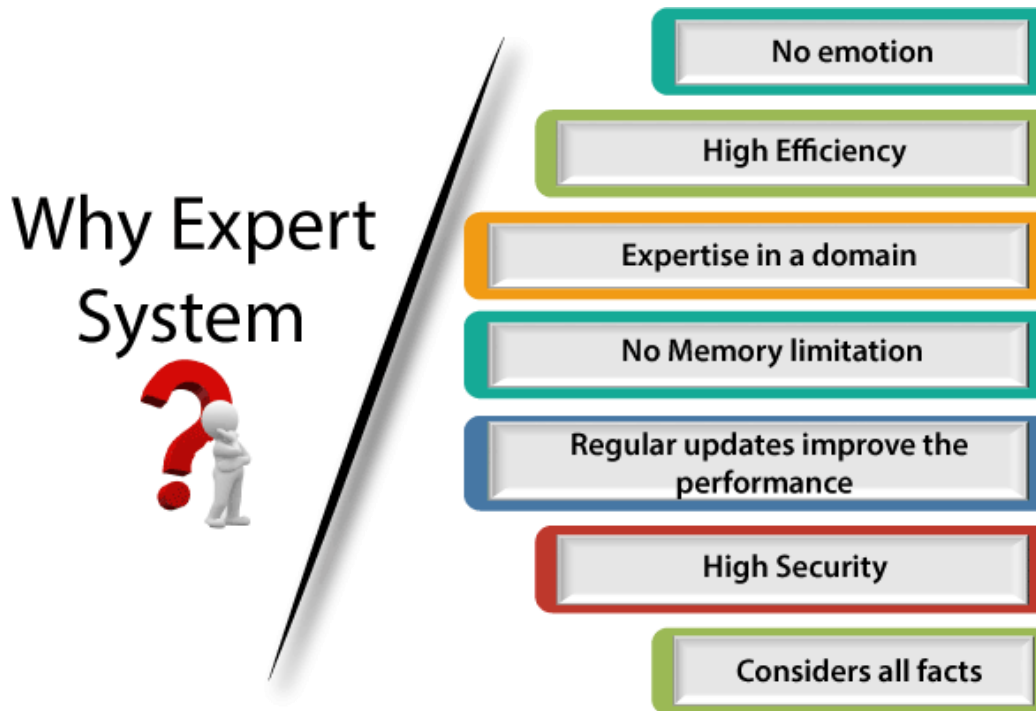 Why Expert
System
No emotion
High Efficiency
Expertise in a domain
No Memory limitation
Regular updates improve the
performance
High Security
Considers all facts